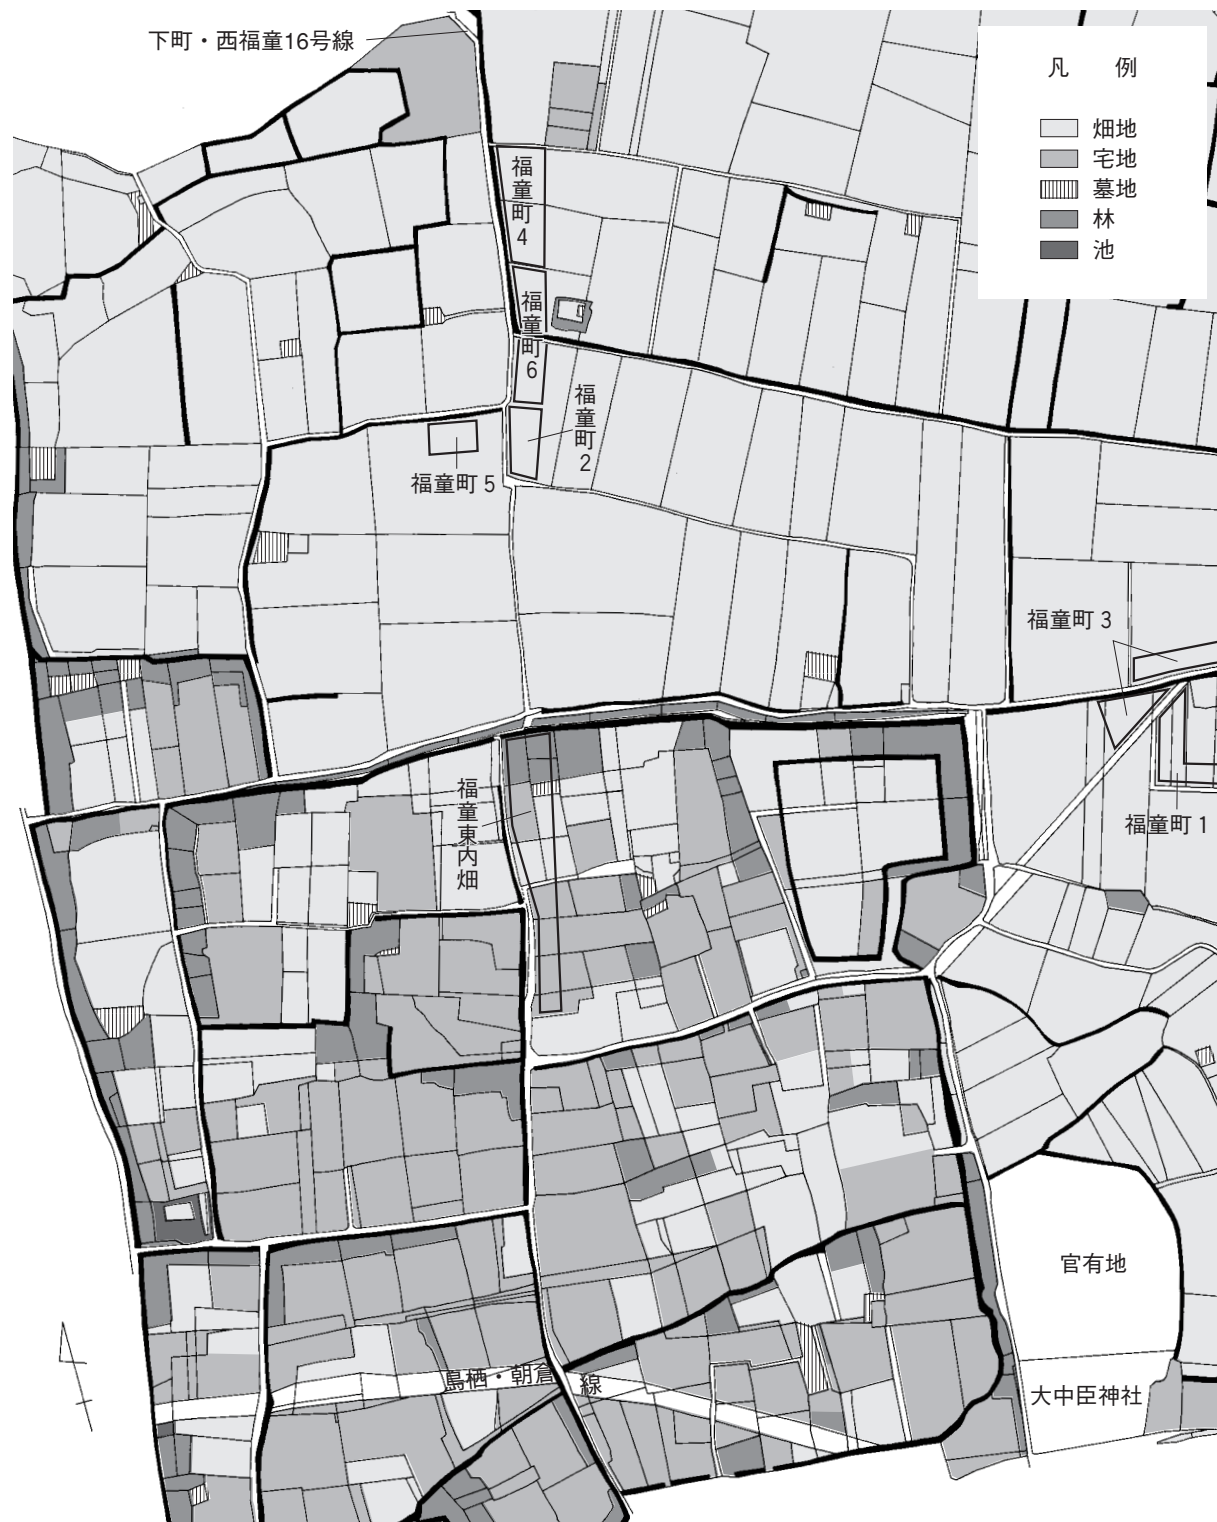 下町・西福童16号線
凡　例
畑地
宅地
墓地
林
池
福童町4
福童町6
福童町2
福童町5
福童町3
福童町1
福童東内畑
官有地
鳥栖・朝倉線
大中臣神社